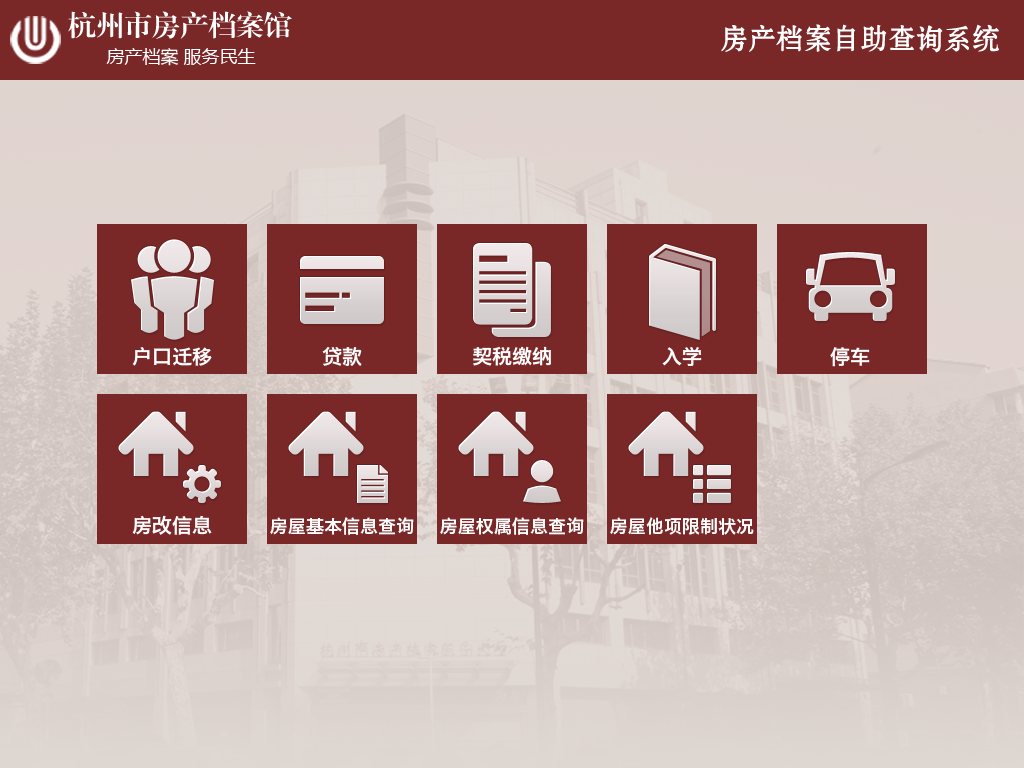 杭州市房产档案馆
房产档案 服务民生
房产档案自助查询系统
户口迁移
贷款
契税缴纳
入学
停车
房改信息
房屋基本信息查询
房屋权属信息查询
房屋他项限制状况